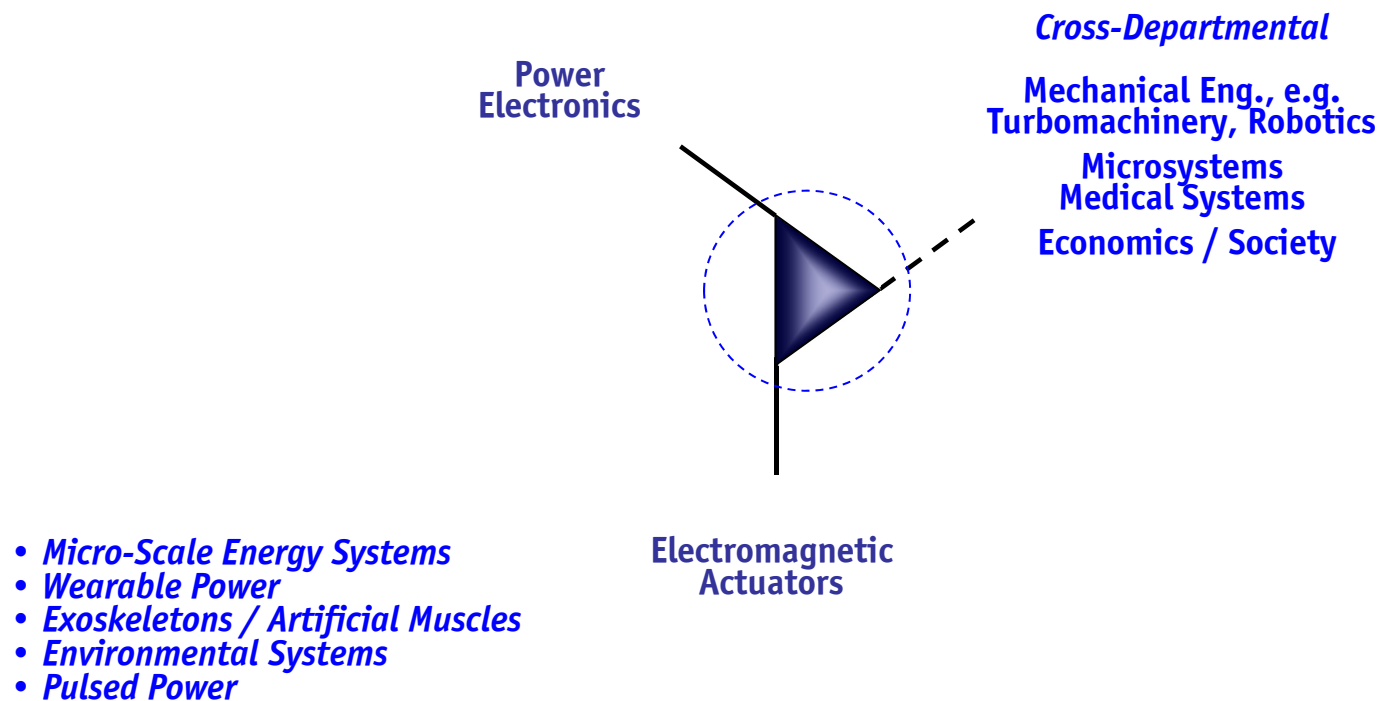 Cross-Departmental
Power
Electronics
Mechanical Eng., e.g.
Turbomachinery, Robotics
Microsystems
Medical Systems
Economics / Society
Electromagnetic
Actuators
• Micro-Scale Energy Systems
• Wearable Power
• Exoskeletons / Artificial Muscles
• Environmental Systems
• Pulsed Power